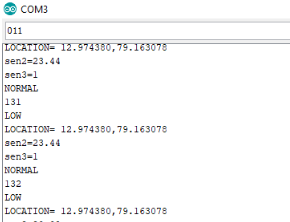 COM3
011
LOCATION= 12.974380,79.163078
sen2=23.44
sen3=1
NORMAL
131
LOW
LOCATION= 12.974380,79.163078
sen2=23.44
sen3=1
NORMAL
132
LOW
LOCATION= 12.974380,79.163078